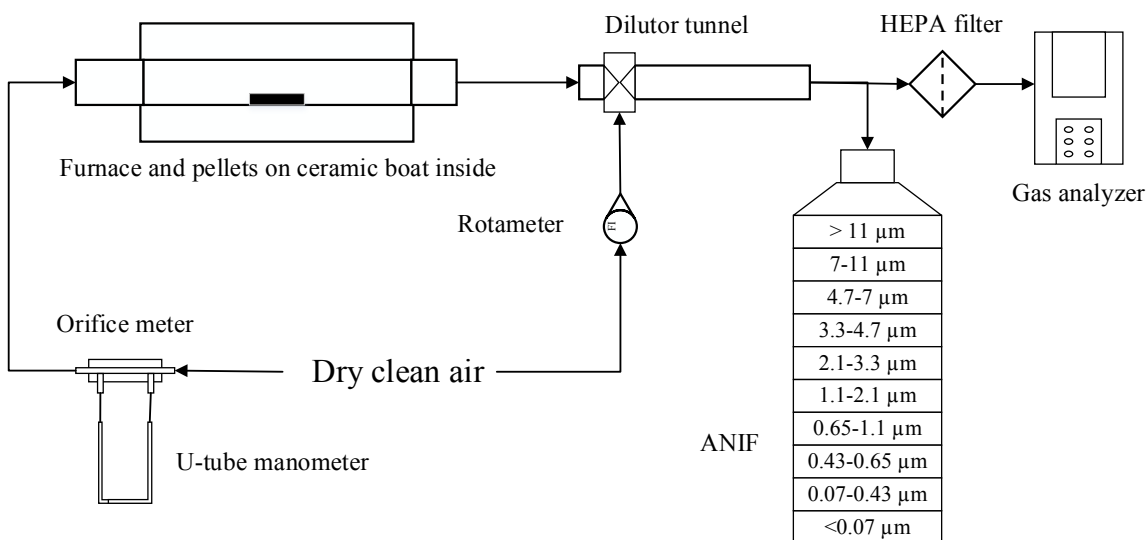 Dilutor tunnel
HEPA filter
Furnace and pellets on ceramic boat inside
Gas analyzer
Rotameter
FI
> 11 µm
7-11 µm
4.7-7 µm
3.3-4.7 µm
2.1-3.3 µm
1.1-2.1 µm
0.65-1.1 µm
0.43-0.65 µm
0.07-0.43 µm
<0.07 µm
Orifice meter
Dry clean air
ANIF
U-tube manometer